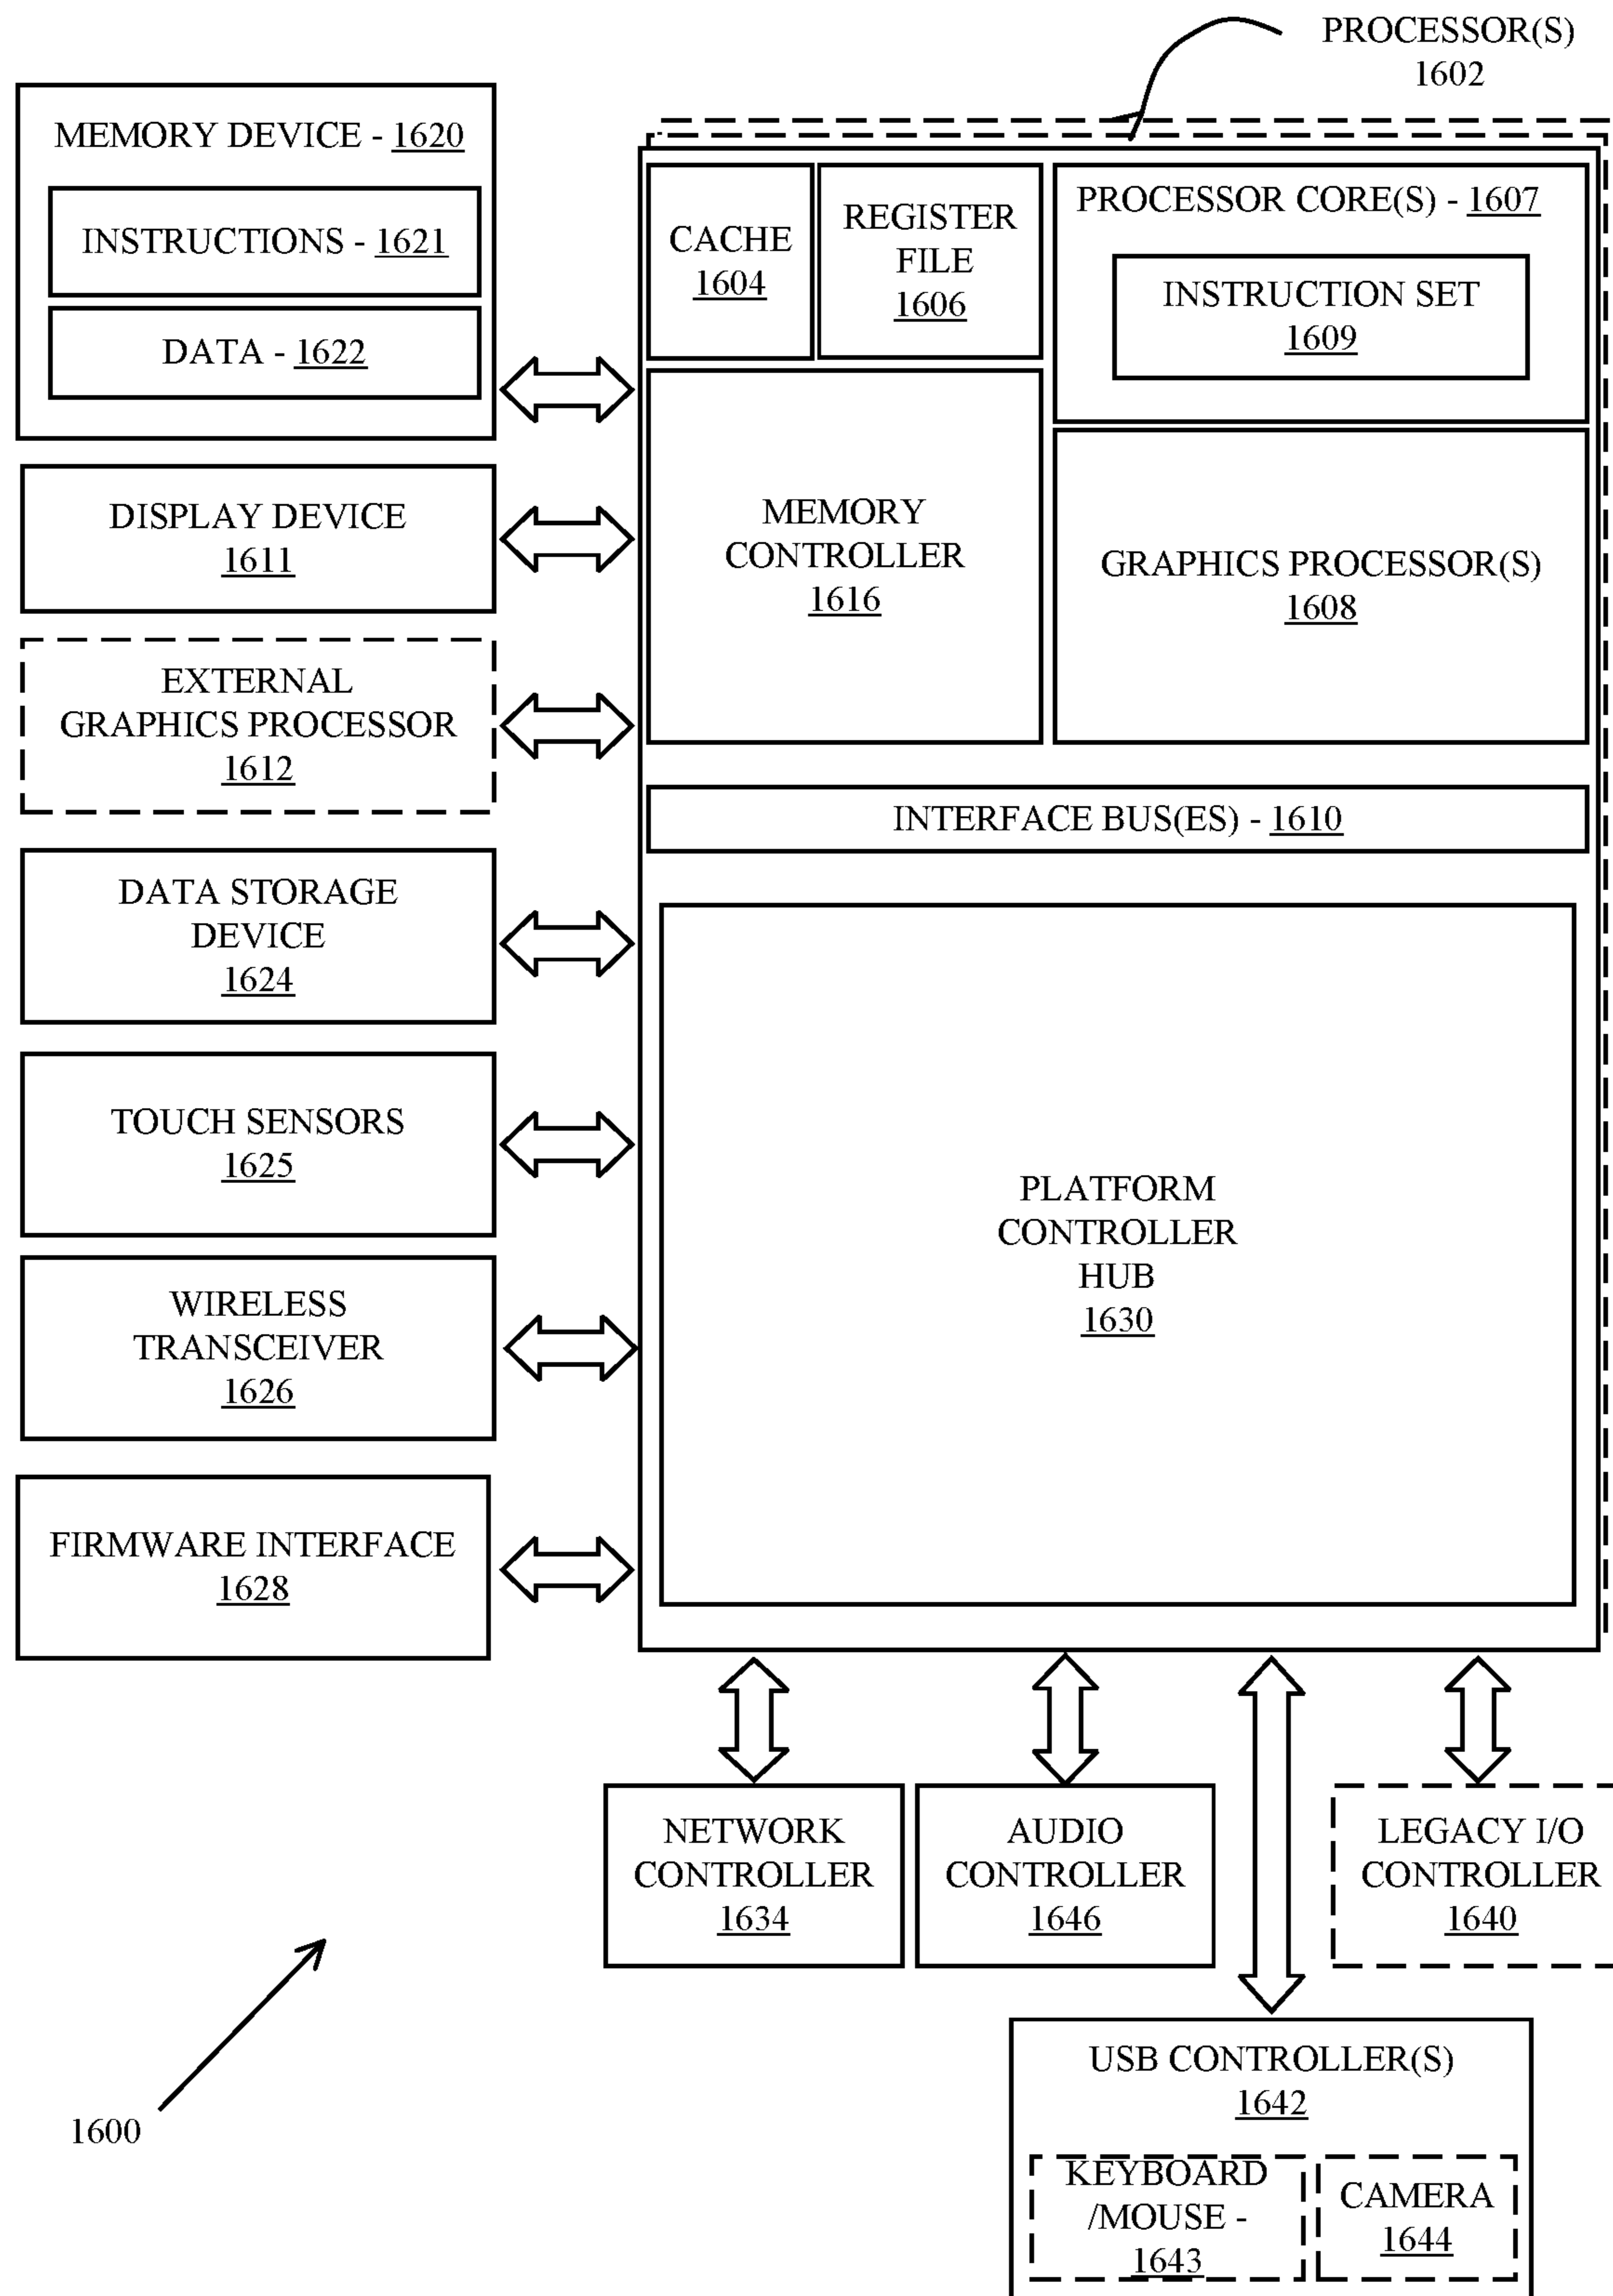 PROCESSOR(S)
1602
MEMORY DEVICE - 1620
INSTRUCTIONS - 1621
DATA - 1622
CACHE
1604
REGISTER
FILE
1606
PROCESSOR CORE(S) - 1607
INSTRUCTION SET
1609
DISPLAY DEVICE
1611
MEMORY
CONTROLLER
1616
GRAPHICS PROCESSOR(S)
1608
EXTERNAL
GRAPHICS PROCESSOR
1612
INTERFACE BUS(ES) - 1610
DATA STORAGE
DEVICE
1624
TOUCH SENSORS
1625
PLATFORM
CONTROLLER
HUB
1630
WIRELESS
TRANSCEIVER
1626
FIRMWARE INTERFACE
1628
NETWORK
CONTROLLER
1634
AUDIO
CONTROLLER
1646
LEGACY I/O
CONTROLLER
1640
USB CONTROLLER(S)
1642
KEYBOARD
/MOUSE -
1643
CAMERA
1644
1600